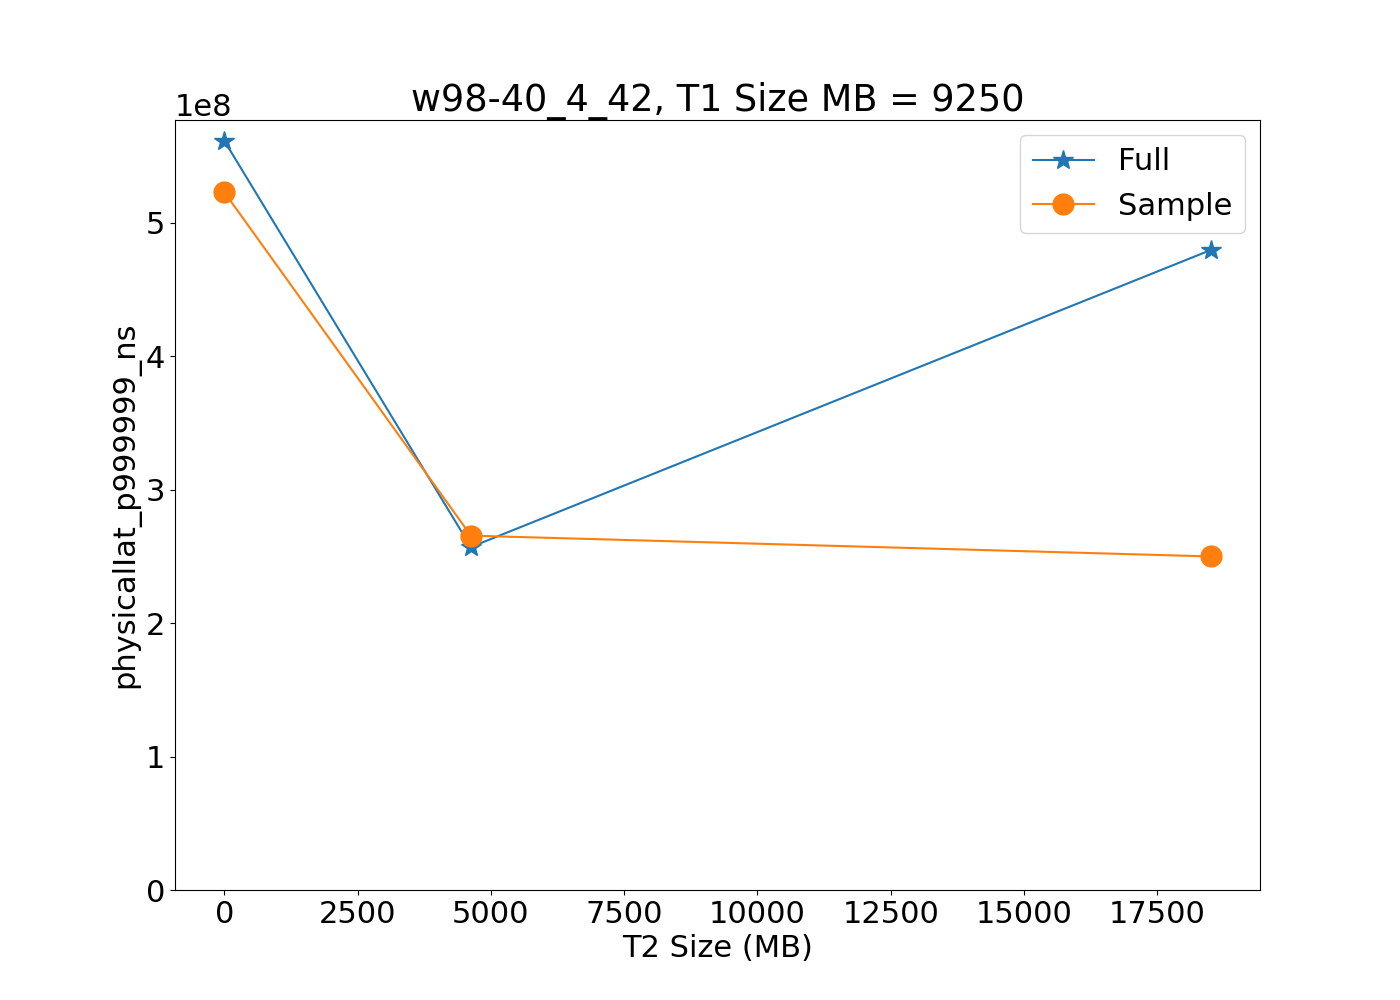 w98-40_4_42, T1 Size MB = 9250
1e8
Full
Sample
5
4
3
2
1
0
physicallat_p999999_ns
0 2500 5000 7500 10000 12500 15000 17500
T2 Size (MB)